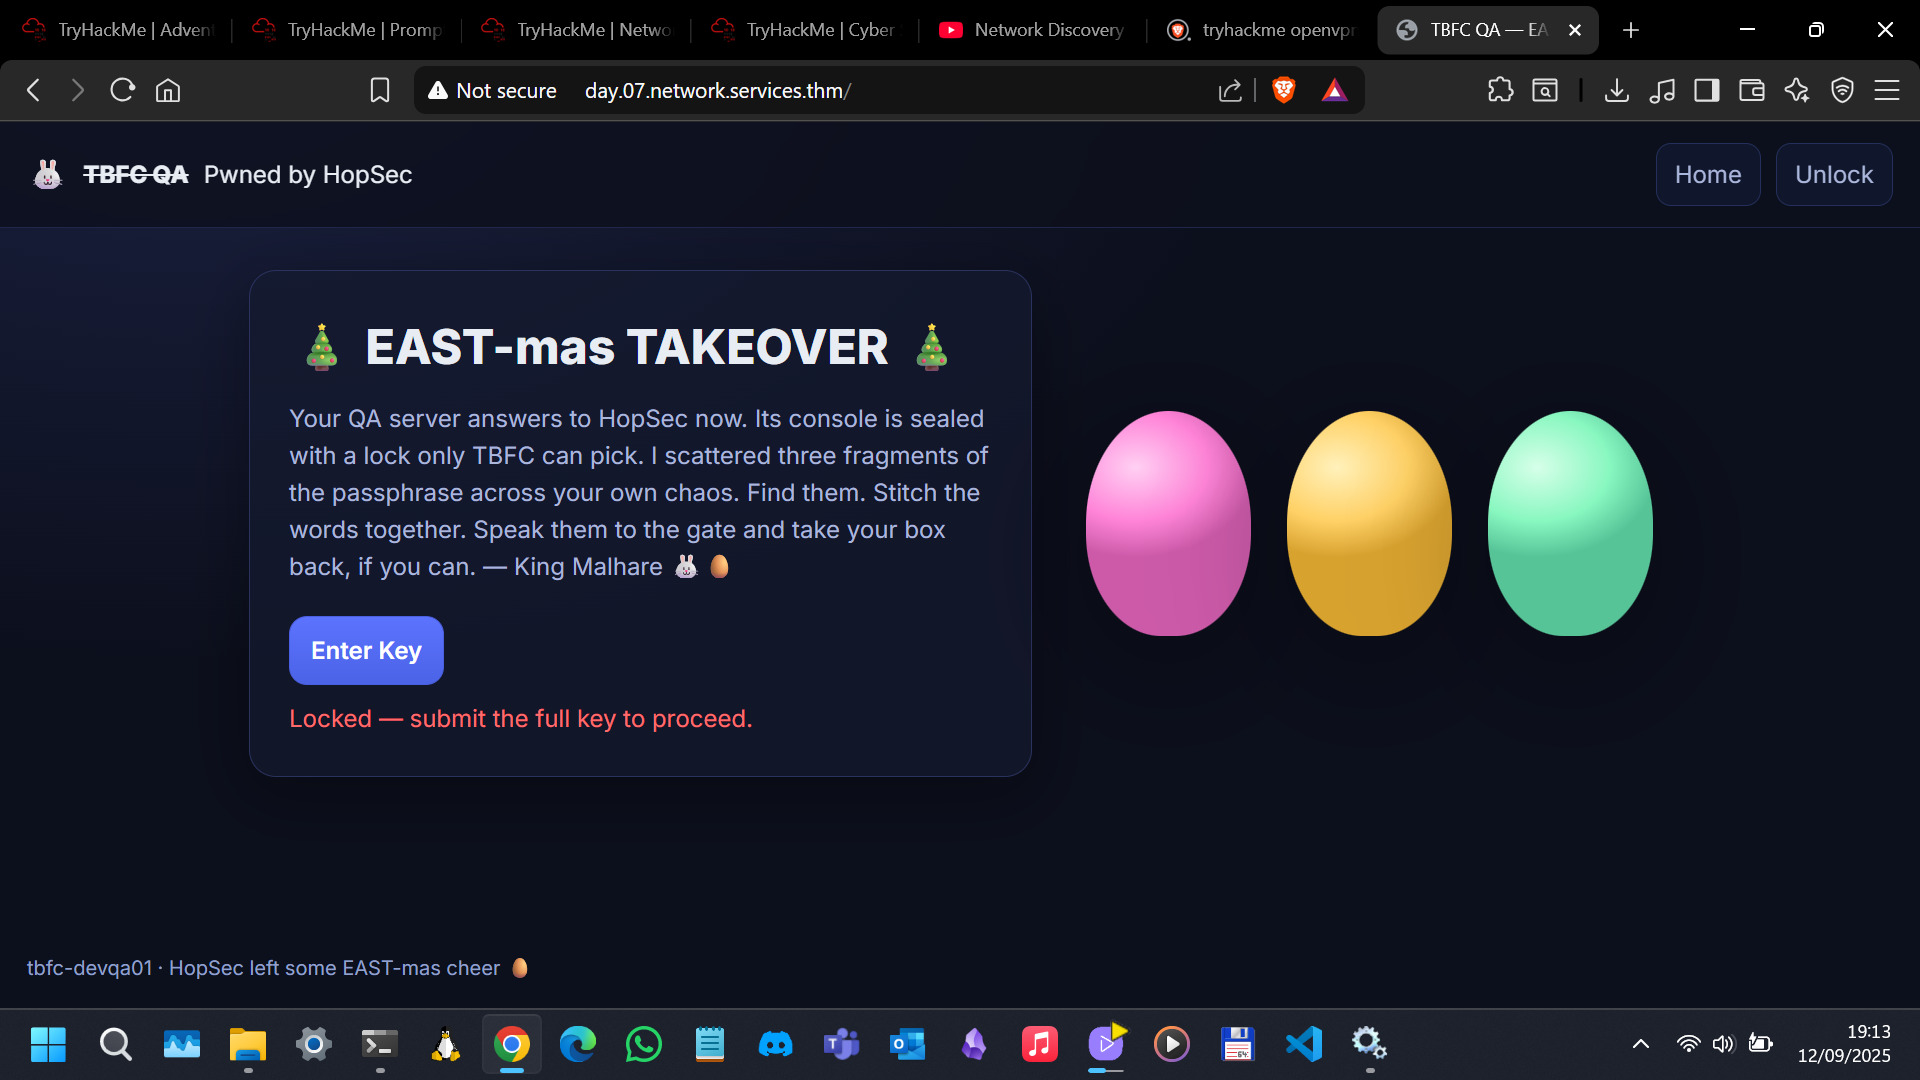 TryHackMe | Advent
TryHackMe | Promp
TryHackMe | Netwo
TryHackMe | Cyber
Network Discovery
tryhackme openvpn
TBFC QA — EA
Not secure
day.07.network.services.thm/
TBFC QA Pwned by HopSec
Home
Unlock
EAST-mas TAKEOVER
Your QA server answers to HopSec now. Its console is sealed
with a lock only TBFC can pick. I scattered three fragments of
the passphrase across your own chaos. Find them. Stitch the
words together. Speak them to the gate and take your box
back, if you can. — King Malhare 🐰 🥚
Enter Key
Locked — submit the full key to proceed.
tbfc-devqa01 · HopSec left some EAST-mas cheer 🥚
19:13
12/09/2025